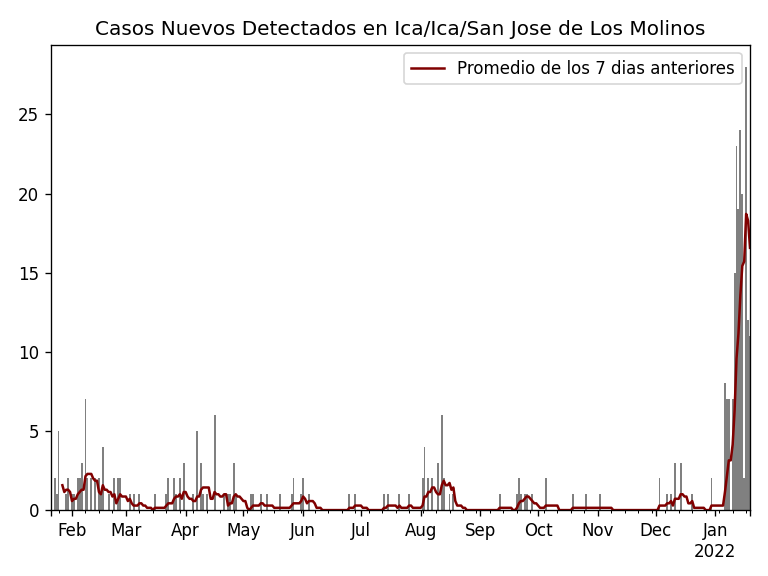 Casos Nuevos Detectados en Ica/Ica/San Jose de Los Molinos
Promedio de los 7 dias anteriores
25
20
15
10
5
0
Feb Mar Apr May Jun Jul Aug Sep Oct Nov Dec Jan
2022